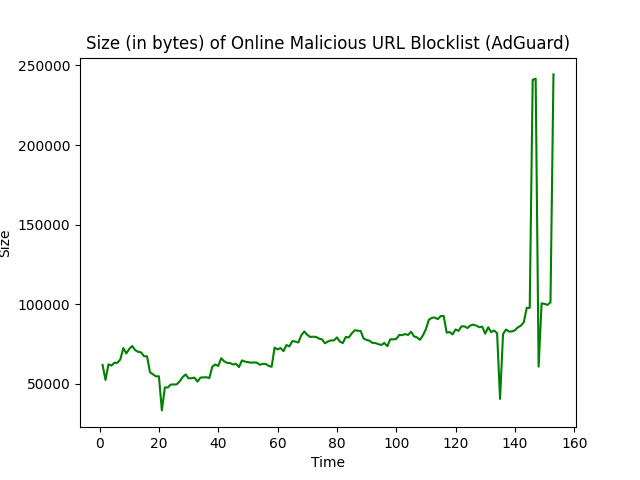 Size (in bytes) of Online Malicious URL Blocklist (AdGuard)
250000
200000
150000
100000
50000
Size
0 20 40 60 80 100 120 140 160
Time